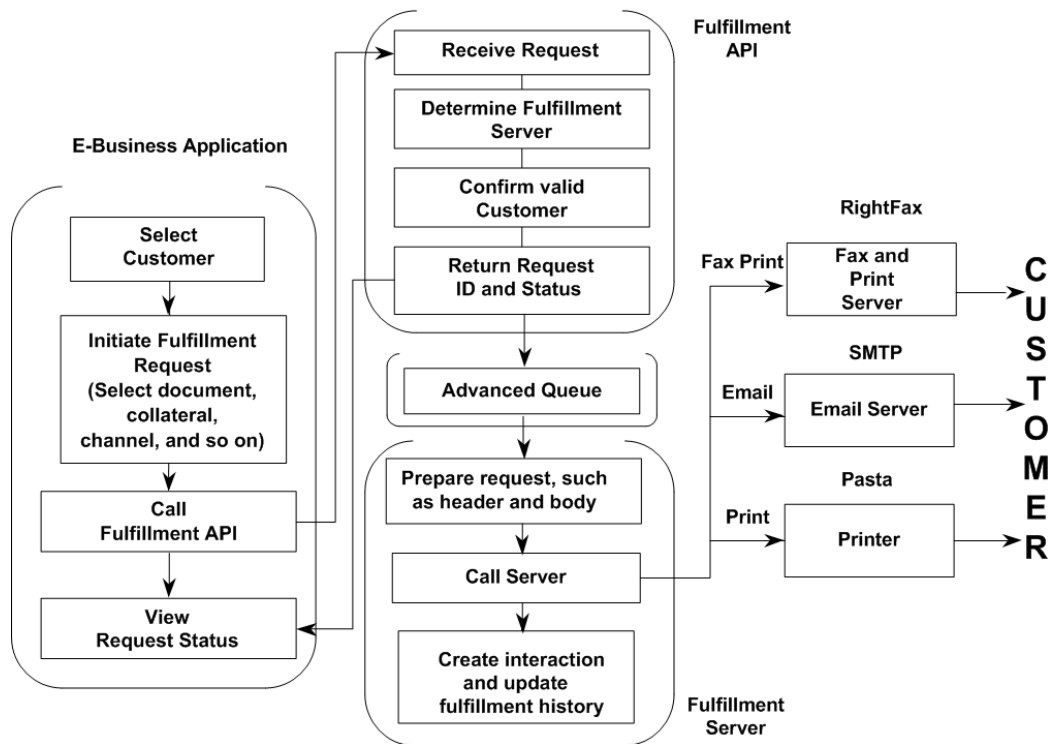 E-Business Application
Select
Customer
Initiate Fulfillment
Request
(Select document,
collateral,
channel, and so on)
Call
Fulfillment API
View
Request Status
Fulfillment
API
Receive Request
Determine Fulfillment
Server
Confirm valid
Customer
Return Request
ID and Status
Advanced Queue
Prepare request, such
as header and body
Call Server
Create interaction
and update
fulfillment history
Fulfillment
Server
RightFax
Fax Print
Fax and
Print
Server
SMTP
Email
Email Server
Pasta
Print
Printer
CUSTOMER